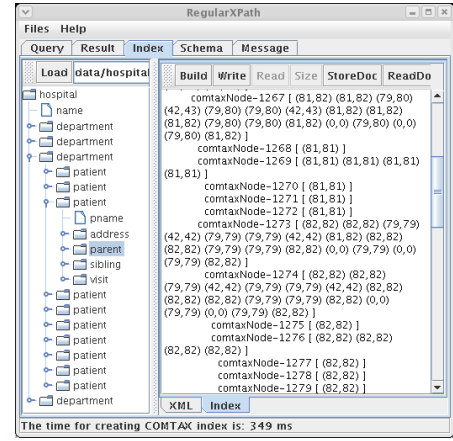 RegularXPath
Files Help
Query Result Index Schema Message
Load data/hospital
Build Write Read Size StoreDoc ReadDo
hospital
name
department
department
department
patient
patient
pname
address
parent
sibling
visit
patient
patient
patient
patient
patient
patient
department
comtaxNode-1267 [ (81,82) (81,82) (79,80)
(42,43) (79,80) (79,80) (42,43) (81,82) (81,82)
(81,82) (79,80) (79,80) (81,82) (0,0) (79,80) (0,0)
(79,80) (81,82) ]
comtaxNode-1268 [ (81,81) ]
comtaxNode-1269 [ (81,81) (81,81) (81,81)
(81,81) ]
comtaxNode-1270 [ (81,81) ]
comtaxNode-1271 [ (81,81) ]
comtaxNode-1272 [ (81,81) ]
comtaxNode-1273 [ (82,82) (82,82) (79,79)
(42,42) (79,79) (79,79) (42,42) (81,82) (82,82)
(82,82) (79,79) (79,79) (82,82) (0,0) (79,79) (0,0)
(79,79) (82,82) ]
comtaxNode-1274 [ (82,82) (82,82)
(79,79) (42,42) (79,79) (79,79) (42,42) (82,82)
(82,82) (82,82) (79,79) (79,79) (82,82) (0,0)
(79,79) (0,0) (79,79) (82,82) ]
comtaxNode-1275 [ (82,82) ]
comtaxNode-1276 [ (82,82) (82,82)
(82,82) (82,82) ]
comtaxNode-1277 [ (82,82) ]
comtaxNode-1278 [ (82,82) ]
comtaxNode-1279 [ (82,82) ]
XML Index
The time for creating COMTAX index is: 349 ms